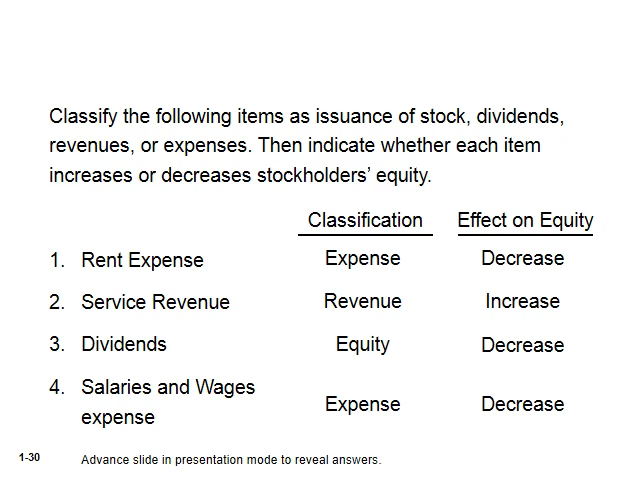 Classify the following items as issuance of stock, dividends,
revenues, or expenses. Then indicate whether each item
increases or decreases stockholders’ equity.
Classification Effect on Equity
1. Rent Expense Expense Decrease
2. Service Revenue Revenue Increase
3. Dividends Equity Decrease
4. Salaries and Wages
expense Expense Decrease
1-30 Advance slide in presentation mode to reveal answers.